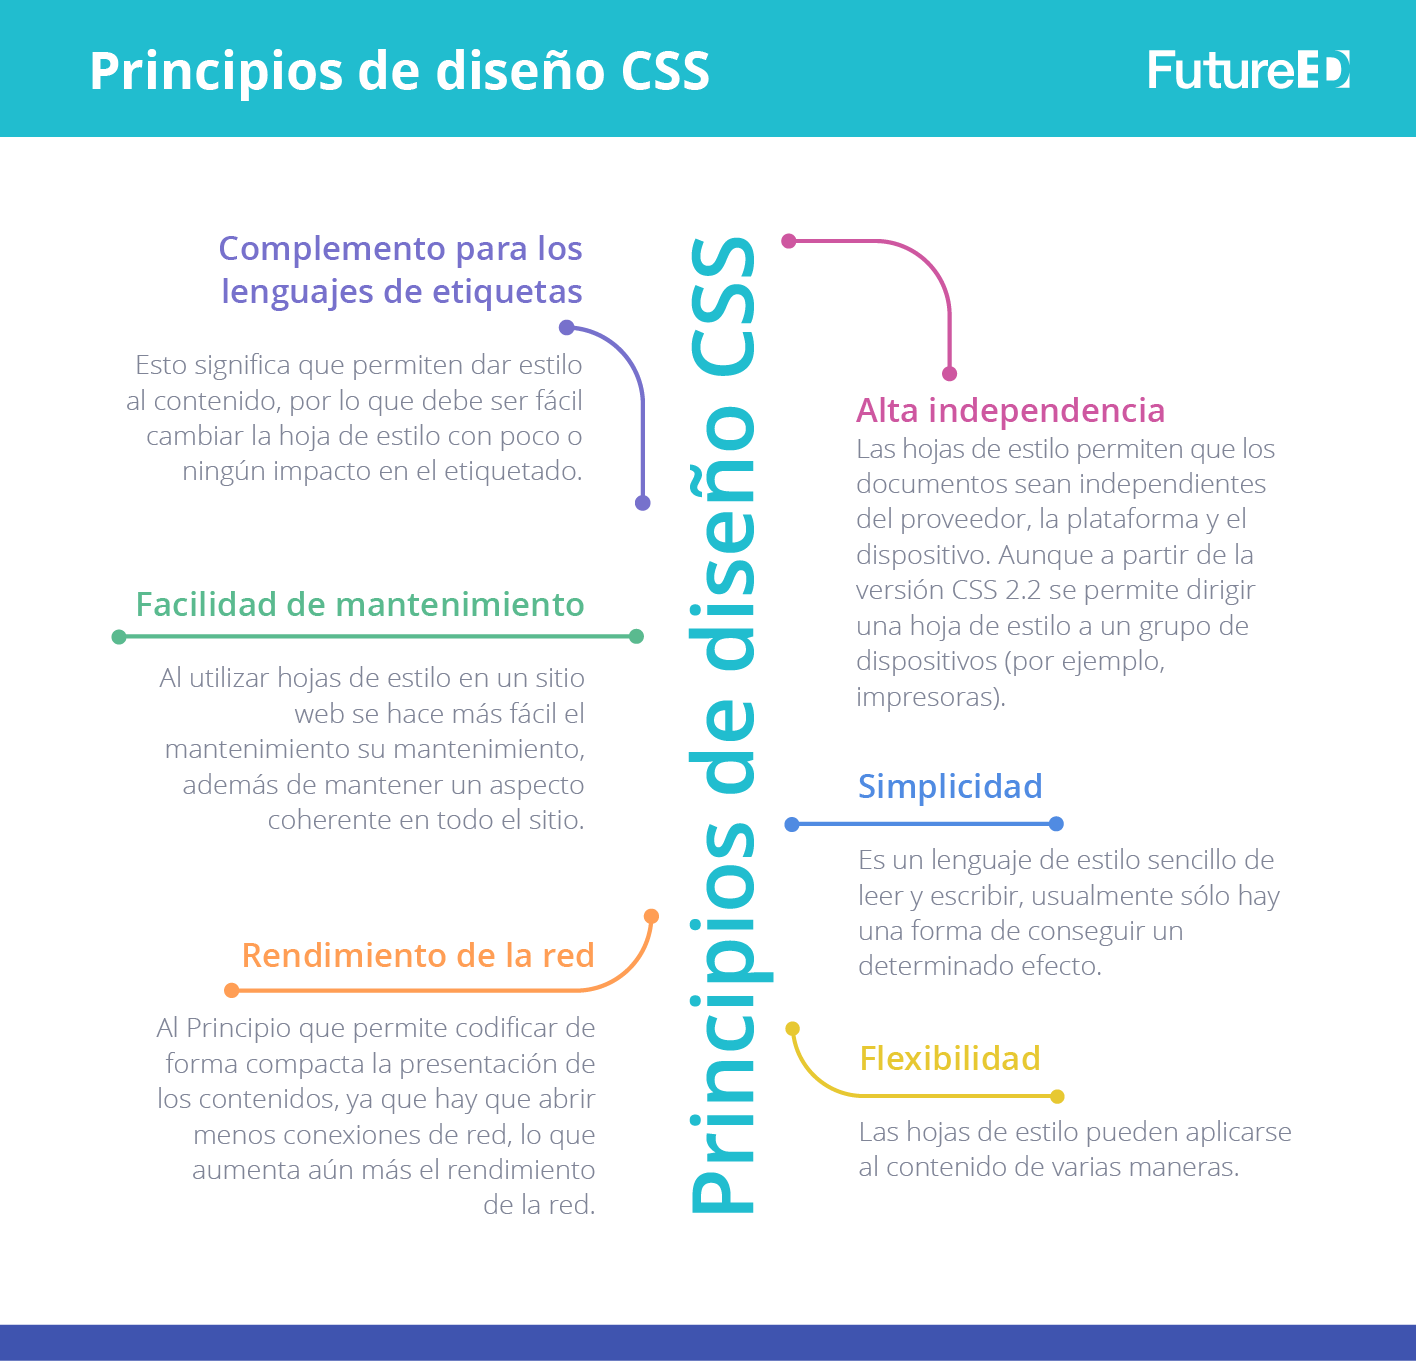 Principios de diseño CSS
FutureED
Complemento para los
lenguajes de etiquetas
Esto significa que permiten dar estilo
al contenido, por lo que debe ser fácil
cambiar la hoja de estilo con poco o
ningún impacto en el etiquetado.
Facilidad de mantenimiento
Al utilizar hojas de estilo en un sitio
web se hace más fácil el
mantenimiento su mantenimiento,
además de mantener un aspecto
coherente en todo el sitio.
Rendimiento de la red
Al Principio que permite codificar de
forma compacta la presentación de
los contenidos, ya que hay que abrir
menos conexiones de red, lo que
aumenta aún más el rendimiento
de la red.
Principios de diseño CSS
Alta independencia
Las hojas de estilo permiten que los
documentos sean independientes
del proveedor, la plataforma y el
dispositivo. Aunque a partir de la
versión CSS 2.2 se permite dirigir
una hoja de estilo a un grupo de
dispositivos (por ejemplo,
impresoras).
Simplicidad
Es un lenguaje de estilo sencillo de
leer y escribir, usualmente sólo hay
una forma de conseguir un
determinado efecto.
Flexibilidad
Las hojas de estilo pueden aplicarse
al contenido de varias maneras.